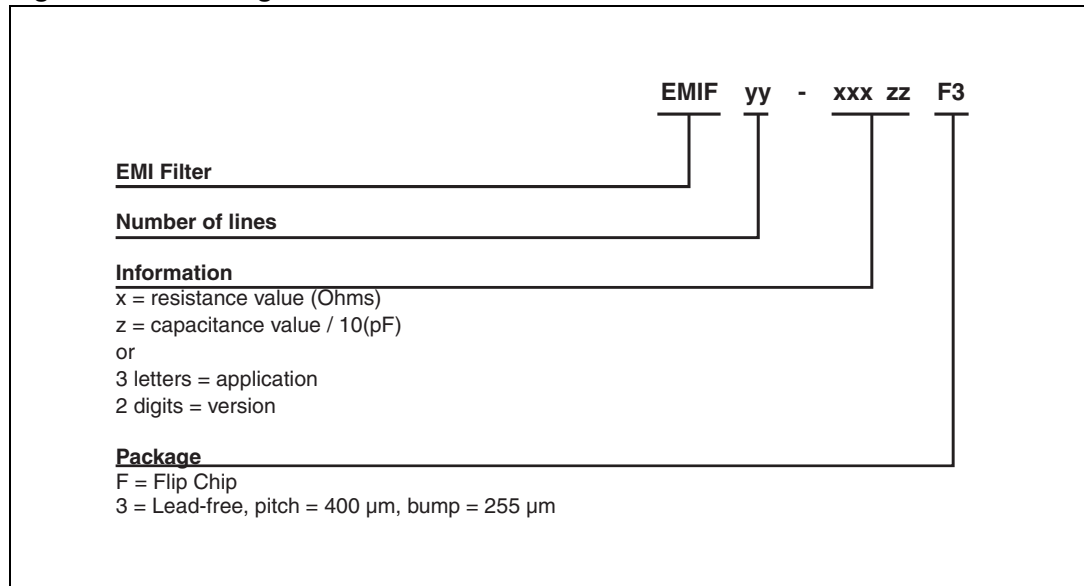 EMIF yy - xxx zz F3
EMI Filter
Number of lines
Information
x = resistance value (Ohms)
z = capacitance value / 10(pF)
or
3 letters = application
2 digits = version
Package
F = Flip Chip
3 = Lead-free, pitch = 400 µm, bump = 255 µm